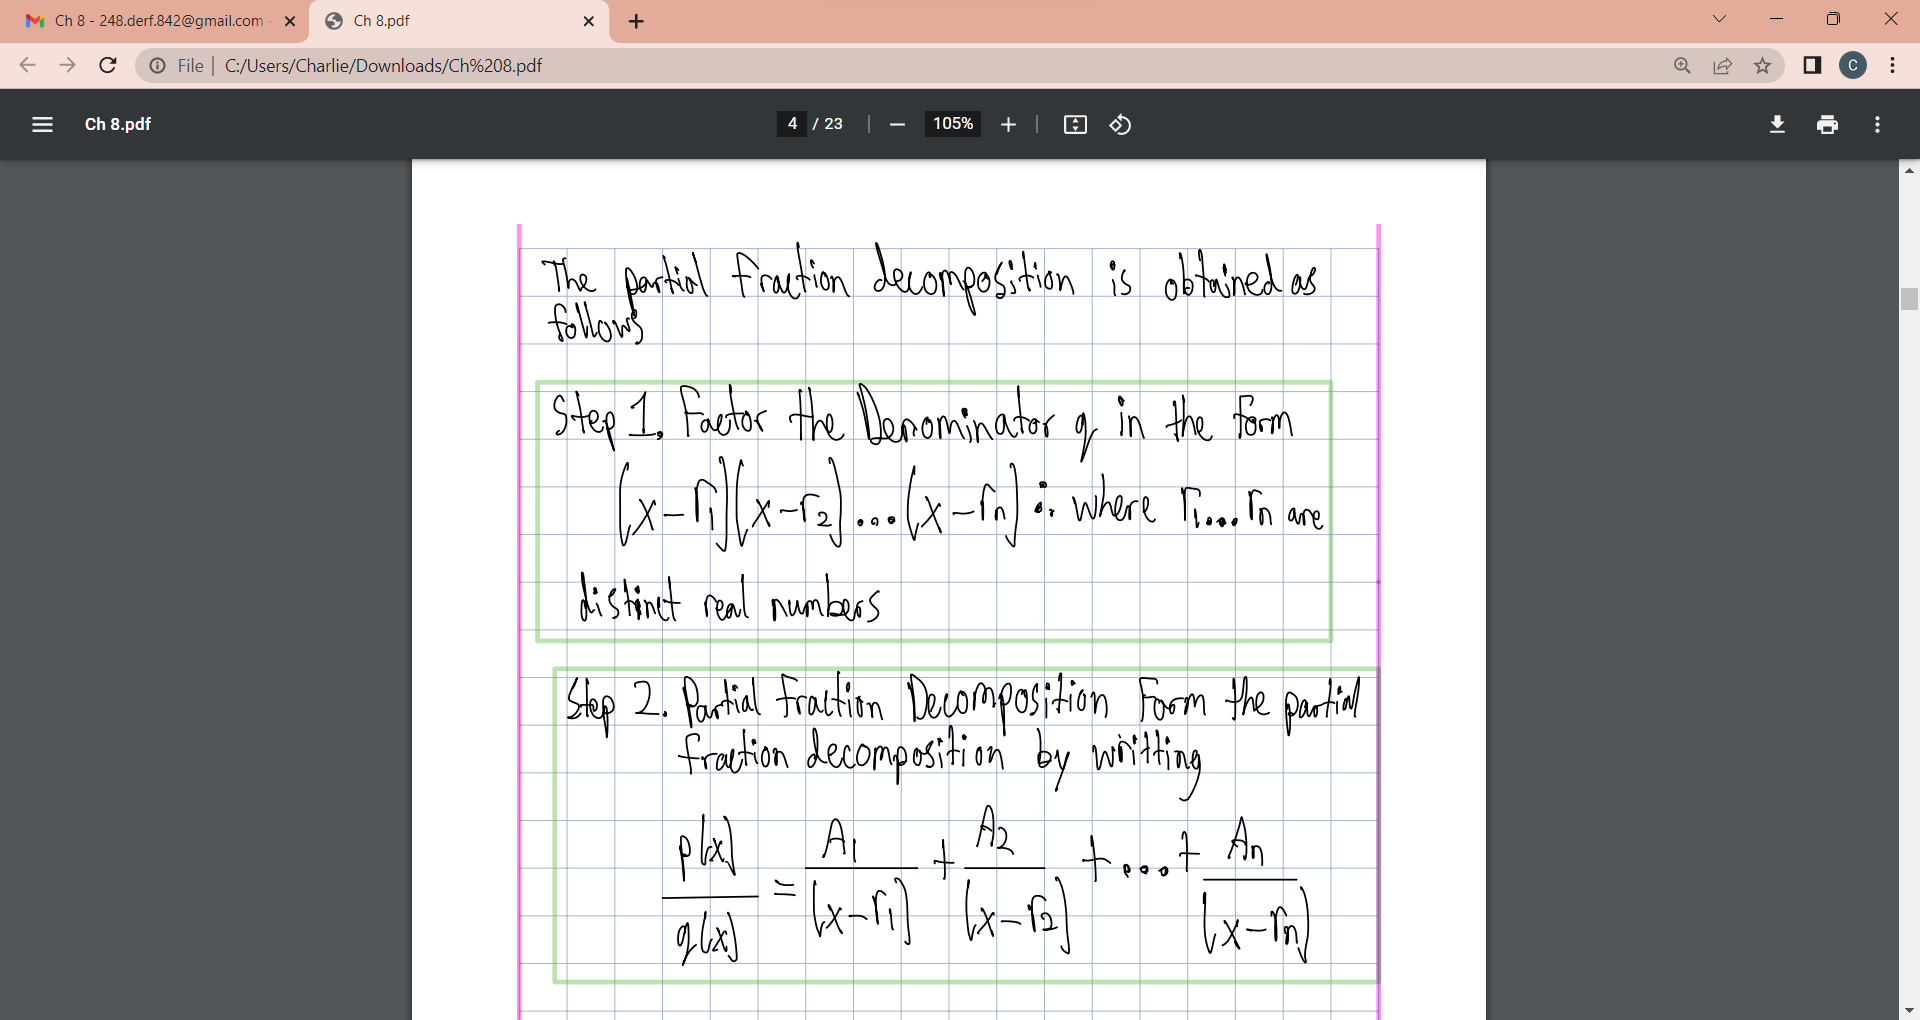 Ch 8 - 248.derf.842@gmail.com -
Ch 8.pdf
File | C:/Users/Charlie/Downloads/Ch%208.pdf
C
Ch 8.pdf
4 / 23
105%
The partial fraction decomposition is obtained as
follows
Step 1. Factor the Denominator q in the form
(x-r₁)(x-r₂)...(x-rₙ) ∴ where r₁...rₙ are
distinct real numbers
Step 2. Partial fraction Decomposition Form the partial
fraction decomposition by writting
p(x)/q(x) = A₁/(x-r₁) + A₂/(x-r₂) + ... + Aₙ/(x-rₙ)